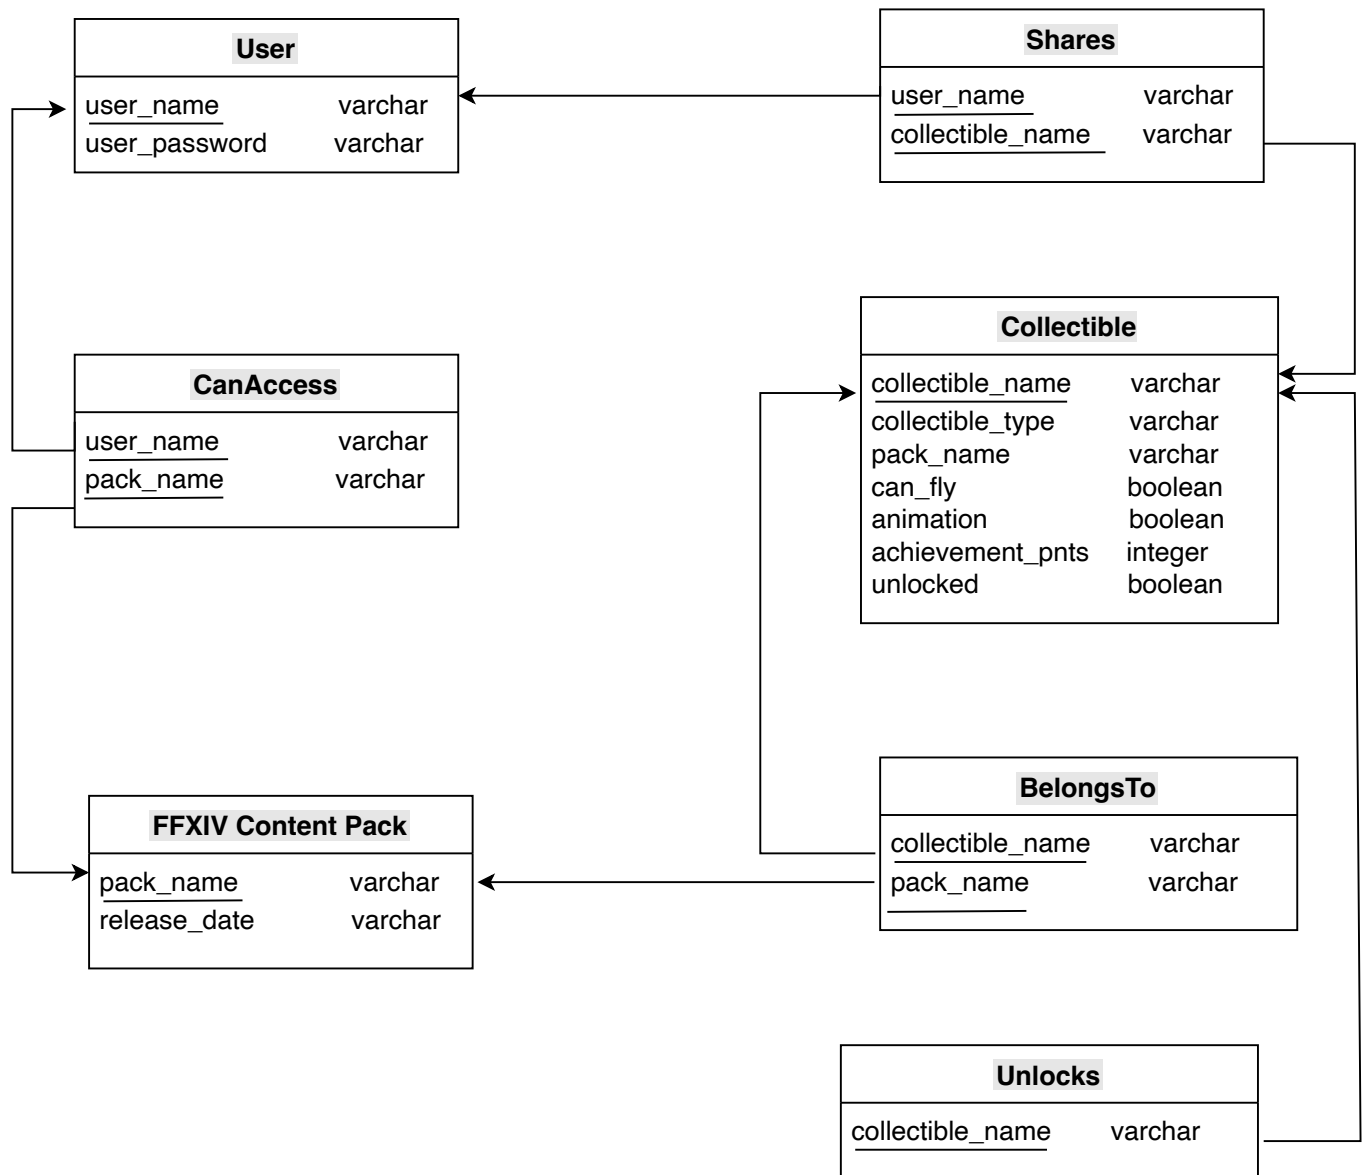 User
user_name varchar
user_password varchar
Shares
user_name varchar
collectible_name varchar
CanAccess
user_name varchar
pack_name varchar
Collectible
collectible_name varchar
collectible_type varchar
pack_name varchar
can_fly boolean
animation boolean
achievement_pnts integer
unlocked boolean
FFXIV Content Pack
pack_name varchar
release_date varchar
BelongsTo
collectible_name varchar
pack_name varchar
Unlocks
collectible_name varchar